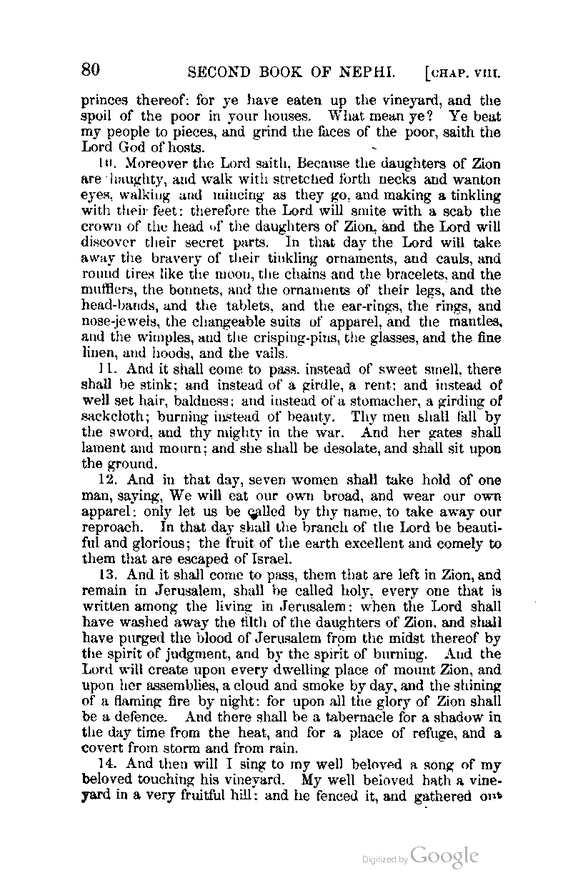 80 SECOND BOOK OF NEPHI. [CHAP. VIII.
princes thereof: for ye have eaten up the vineyard, and the
spoil of the poor in your houses. What mean ye? Ye beat
my people to pieces, and grind the faces of the poor, saith the
Lord God of hosts.
10. Moreover the Lord saith, Because the daughters of Zion
are haughty, and walk with stretched forth necks and wanton
eyes, walking and mincing as they go, and making a tinkling
with their feet: therefore the Lord will smite with a scab the
crown of the head of the daughters of Zion, and the Lord will
discover their secret parts. In that day the Lord will take
away the bravery of their tinkling ornaments, and cauls, and
round tires like the moon, the chains and the bracelets, and the
mufflers, the bonnets, and the ornaments of their legs, and the
head-bands, and the tablets, and the ear-rings, the rings, and
nose-jewels, the changeable suits of apparel, and the mantles,
and the wimples, and the crisping-pins, the glasses, and the fine
linen, and hoods, and the vails.
11. And it shall come to pass, instead of sweet smell, there
shall be stink; and instead of a girdle, a rent; and instead of
well set hair, baldness; and instead of a stomacher, a girding of
sackcloth; burning instead of beauty. Thy men shall fall by
the sword, and thy mighty in the war. And her gates shall
lament and mourn; and she shall be desolate, and shall sit upon
the ground.
12. And in that day, seven women shall take hold of one
man, saying, We will eat our own broad, and wear our own
apparel: only let us be called by thy name, to take away our
reproach. In that day shall the branch of the Lord be beauti-
ful and glorious; the fruit of the earth excellent and comely to
them that are escaped of Israel.
13. And it shall come to pass, them that are left in Zion, and
remain in Jerusalem, shall be called holy, every one that is
written among the living in Jerusalem: when the Lord shall
have washed away the filth of the daughters of Zion, and shall
have purged the blood of Jerusalem from the midst thereof by
the spirit of judgment, and by the spirit of burning. And the
Lord will create upon every dwelling place of mount Zion, and
upon her assemblies, a cloud and smoke by day, and the shining
of a flaming fire by night: for upon all the glory of Zion shall
be a defence. And there shall be a tabernacle for a shadow in
the day time from the heat, and for a place of refuge, and a
covert from storm and from rain.
14. And then will I sing to my well beloved a song of my
beloved touching his vineyard. My well beloved hath a vine-
yard in a very fruitful hill: and he fenced it, and gathered out
Digitized by Google